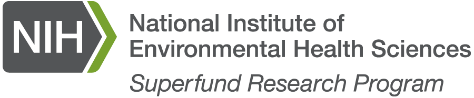 NIH
National Institute of
Environmental Health Sciences
Superfund Research Program